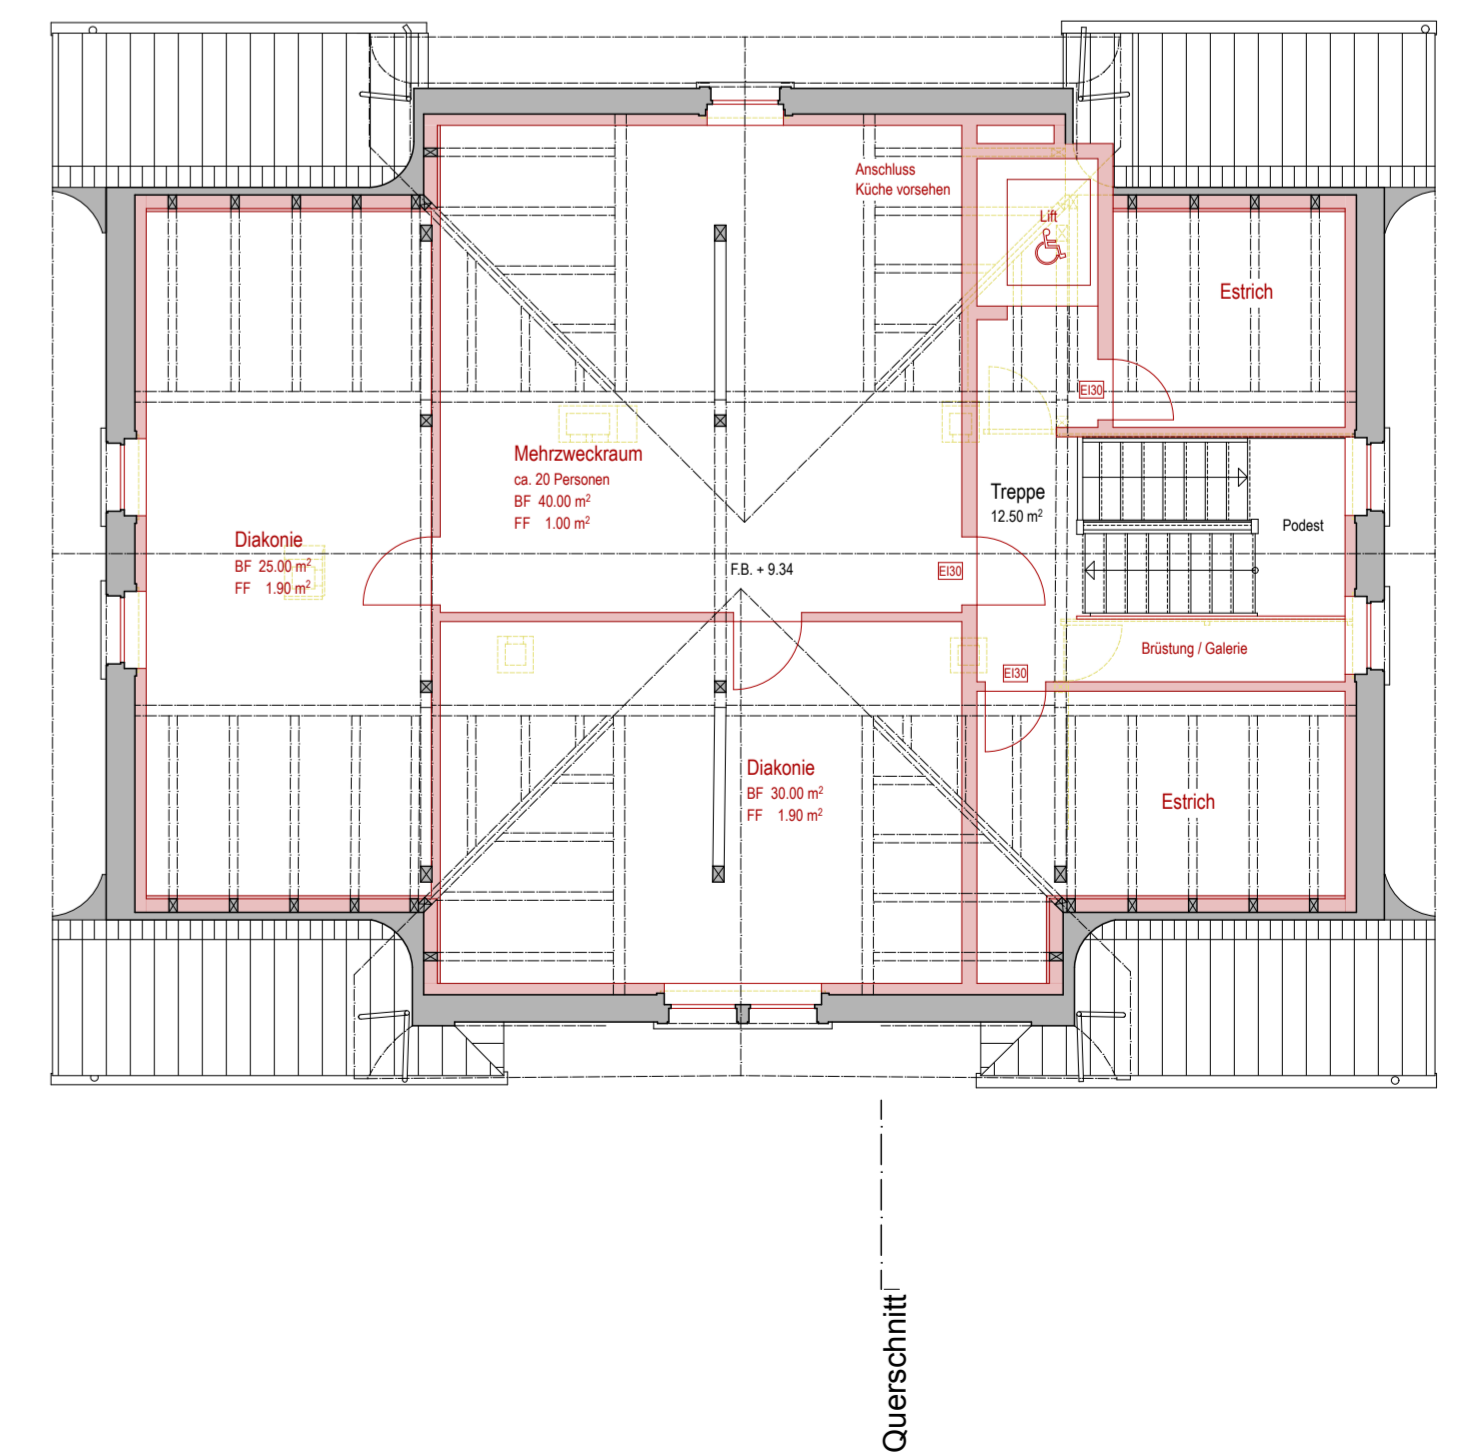 Anschluss
Küche vorsehen
Lift
Estrich
EI30
Mehrzweckraum
ca. 20 Personen
BF 40.00 m²
FF 1.00 m²
Treppe
12.50 m²
Podest
Diakonie
BF 25.00 m²
FF 1.90 m²
F.B. + 9.34
EI30
Brüstung / Galerie
EI30
Diakonie
BF 30.00 m²
FF 1.90 m²
Estrich
Querschnitt